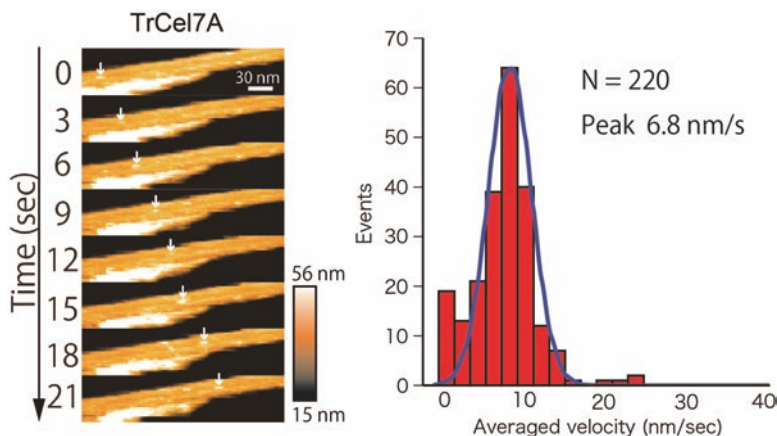 TrCel7A
Time (sec)
0
3
6
9
12
15
18
21
30 nm
56 nm
15 nm
N = 220
Peak 6.8 nm/s
Events
70
60
50
40
30
20
10
0
0 10 20 30 40
Averaged velocity (nm/sec)